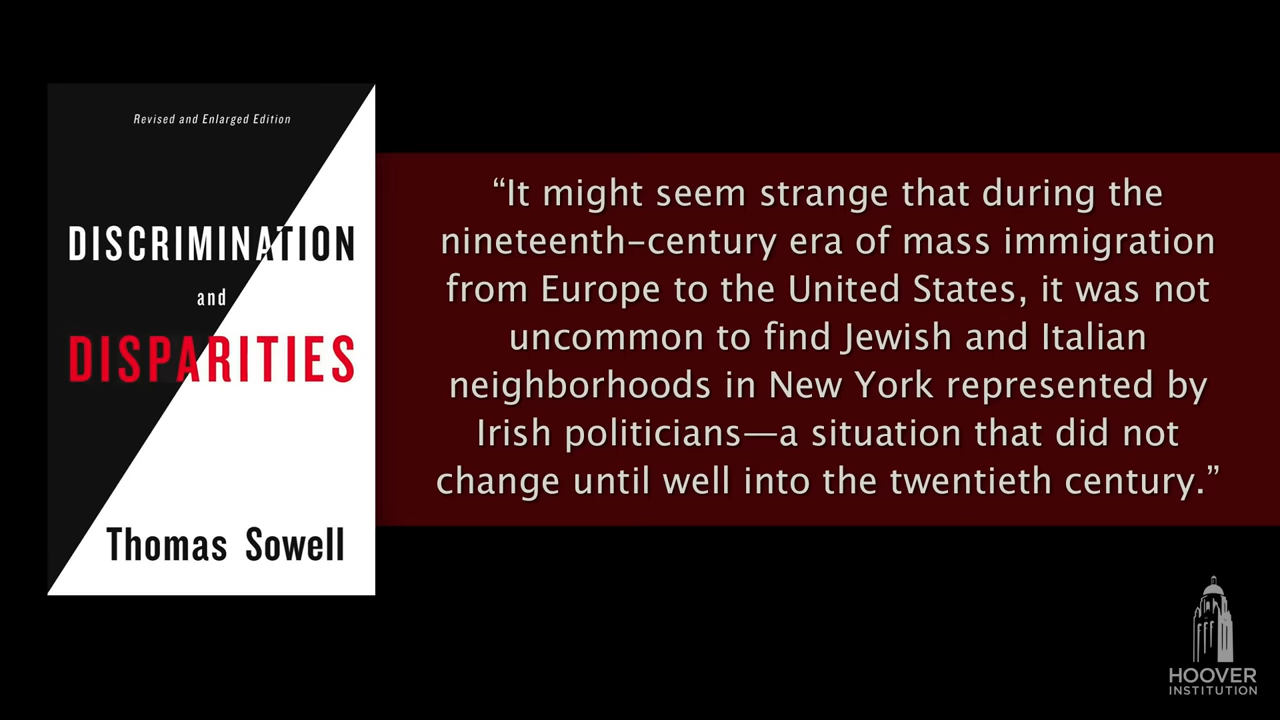 Revised and Enlarged Edition
DISCRIMINATION
and
DISPARITIES
Thomas Sowell
“It might seem strange that during the
nineteenth–century era of mass immigration
from Europe to the United States, it was not
uncommon to find Jewish and Italian
neighborhoods in New York represented by
Irish politicians—a situation that did not
change until well into the twentieth century.”
HOOVER
INSTITUTION